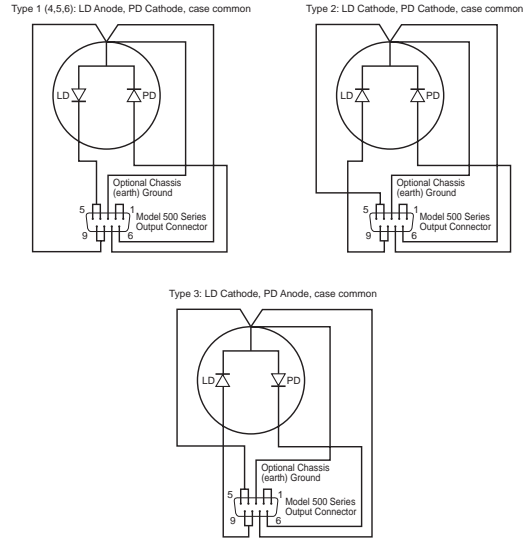 Type 1 (4,5,6): LD Anode, PD Cathode, case common
LD
PD
Optional Chassis
(earth) Ground
5
1
Model 500 Series
Output Connector
9
6
Type 2: LD Cathode, PD Cathode, case common
LD
PD
Optional Chassis
(earth) Ground
5
1
Model 500 Series
Output Connector
9
6
Type 3: LD Cathode, PD Anode, case common
LD
PD
Optional Chassis
(earth) Ground
5
1
Model 500 Series
Output Connector
9
6